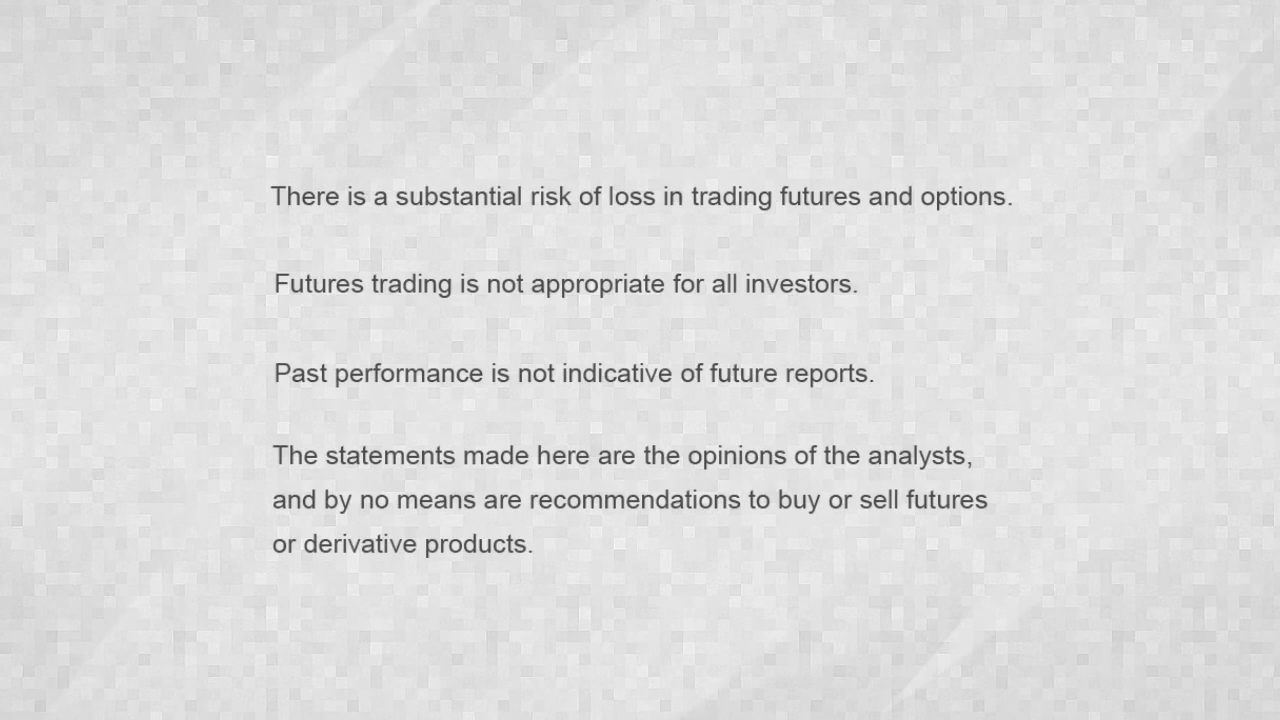 There is a substantial risk of loss in trading futures and options.
Futures trading is not appropriate for all investors.
Past performance is not indicative of future reports.
The statements made here are the opinions of the analysts,
and by no means are recommendations to buy or sell futures
or derivative products.